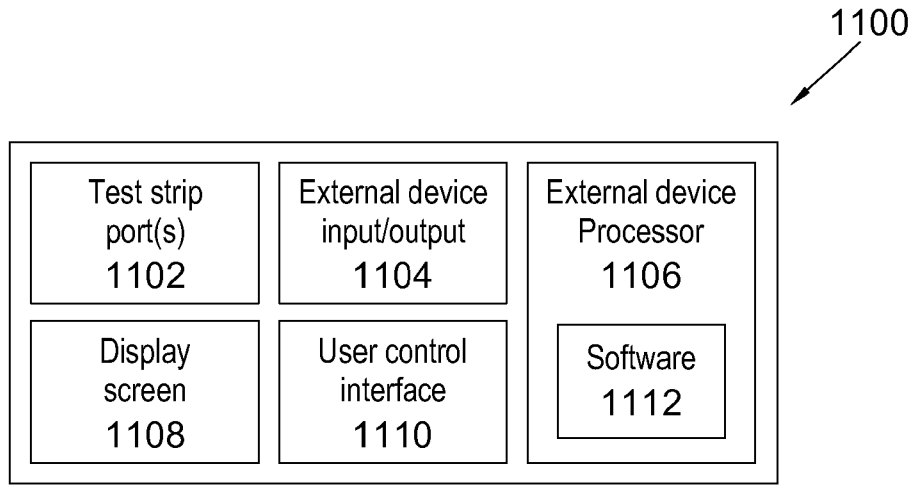 1100
Test strip
port(s)
1102
External device
input/output
1104
External device
Processor
1106
Display
screen
1108
User control
interface
1110
Software
1112